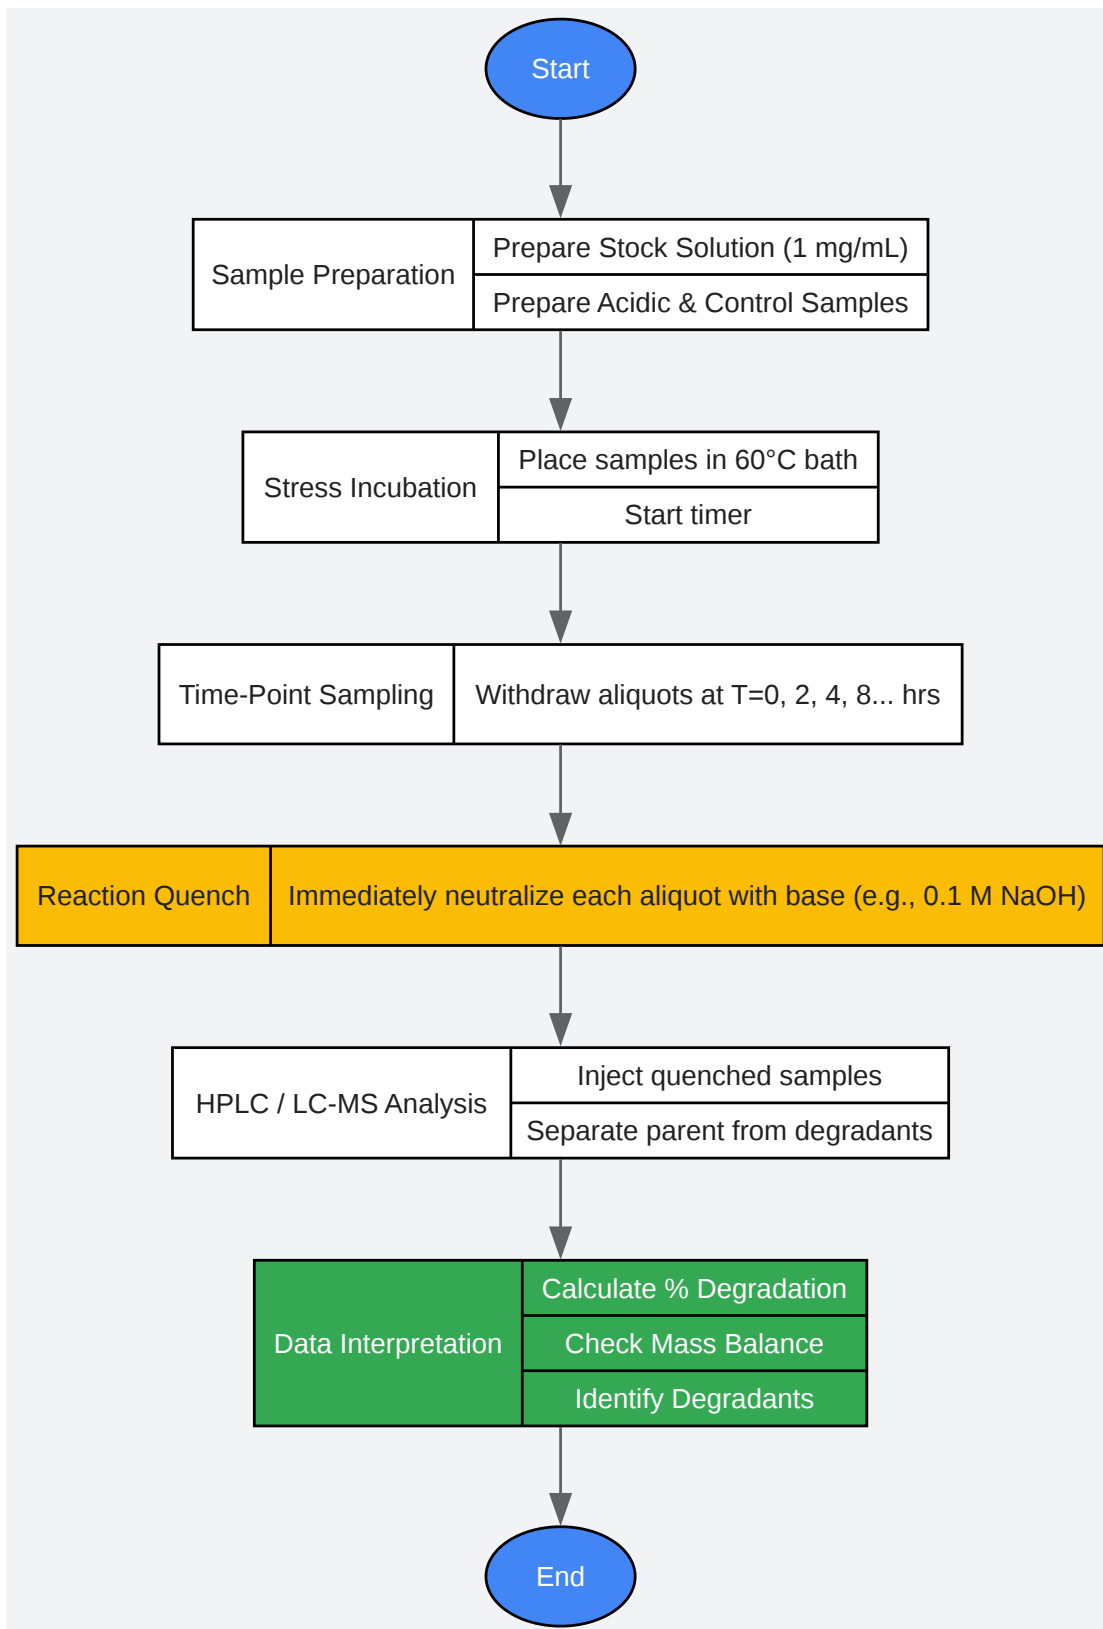 Start
Sample Preparation
Prepare Stock Solution (1 mg/mL)
Prepare Acidic & Control Samples
Stress Incubation
Place samples in 60°C bath
Start timer
Time-Point Sampling
Withdraw aliquots at T=0, 2, 4, 8... hrs
Reaction Quench
Immediately neutralize each aliquot with base (e.g., 0.1 M NaOH)
HPLC / LC-MS Analysis
Inject quenched samples
Separate parent from degradants
Data Interpretation
Calculate % Degradation
Check Mass Balance
Identify Degradants
End